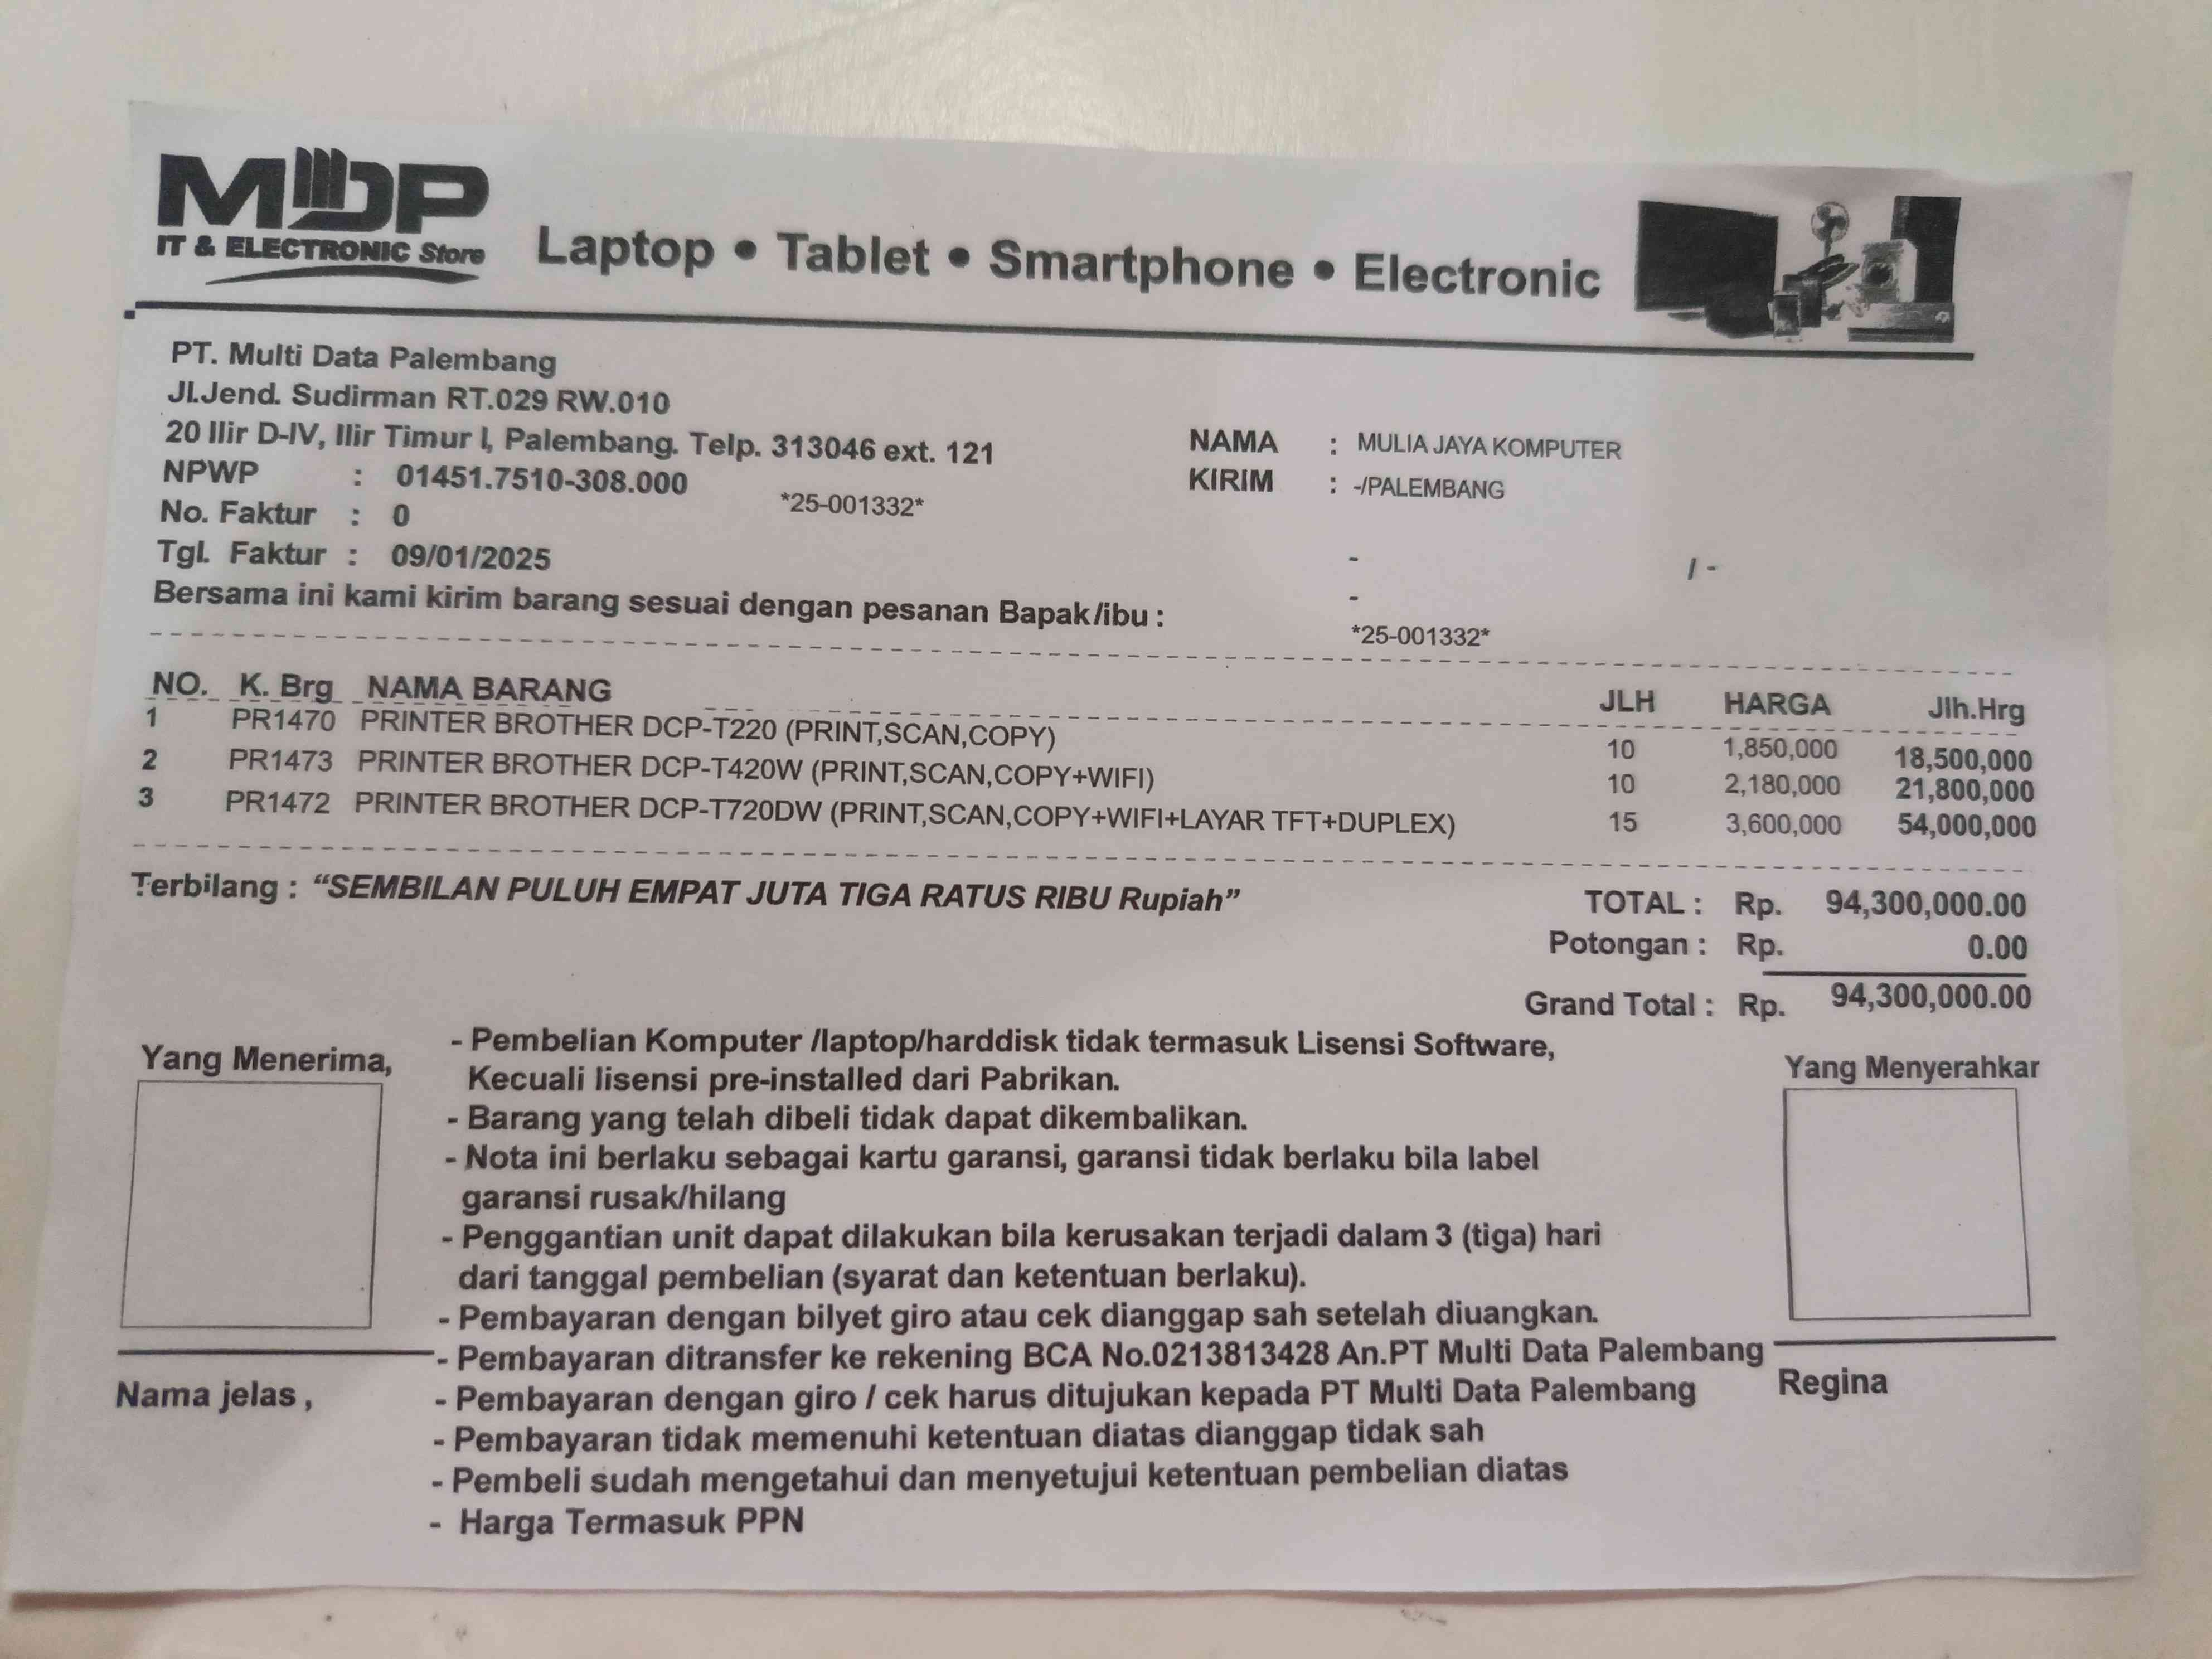 MDP
IT & ELECTRONIC Store
Laptop • Tablet • Smartphone • Electronic
PT. Multi Data Palembang
Jl.Jend. Sudirman RT.029 RW.010
20 Ilir D-IV, Ilir Timur I, Palembang. Telp. 313046 ext. 121
NPWP : 01451.7510-308.000
No. Faktur : 0 *25-001332*
Tgl. Faktur : 09/01/2025
NAMA : MULIA JAYA KOMPUTER
KIRIM : -/PALEMBANG
- / -
-
Bersama ini kami kirim barang sesuai dengan pesanan Bapak/ibu :
*25-001332*
NO. K. Brg NAMA BARANG JLH HARGA Jlh.Hrg
1 PR1470 PRINTER BROTHER DCP-T220 (PRINT,SCAN,COPY) 10 1,850,000 18,500,000
2 PR1473 PRINTER BROTHER DCP-T420W (PRINT,SCAN,COPY+WIFI) 10 2,180,000 21,800,000
3 PR1472 PRINTER BROTHER DCP-T720DW (PRINT,SCAN,COPY+WIFI+LAYAR TFT+DUPLEX) 15 3,600,000 54,000,000
Terbilang : “SEMBILAN PULUH EMPAT JUTA TIGA RATUS RIBU Rupiah”
TOTAL : Rp. 94,300,000.00
Potongan : Rp. 0.00
Grand Total : Rp. 94,300,000.00
Yang Menerima,
Nama jelas ,
- Pembelian Komputer /laptop/harddisk tidak termasuk Lisensi Software,
Kecuali lisensi pre-installed dari Pabrikan.
- Barang yang telah dibeli tidak dapat dikembalikan.
- Nota ini berlaku sebagai kartu garansi, garansi tidak berlaku bila label
garansi rusak/hilang
- Penggantian unit dapat dilakukan bila kerusakan terjadi dalam 3 (tiga) hari
dari tanggal pembelian (syarat dan ketentuan berlaku).
- Pembayaran dengan bilyet giro atau cek dianggap sah setelah diuangkan.
- Pembayaran ditransfer ke rekening BCA No.0213813428 An.PT Multi Data Palembang
- Pembayaran dengan giro / cek harus ditujukan kepada PT Multi Data Palembang
- Pembayaran tidak memenuhi ketentuan diatas dianggap tidak sah
- Pembeli sudah mengetahui dan menyetujui ketentuan pembelian diatas
- Harga Termasuk PPN
Yang Menyerahkar
Regina